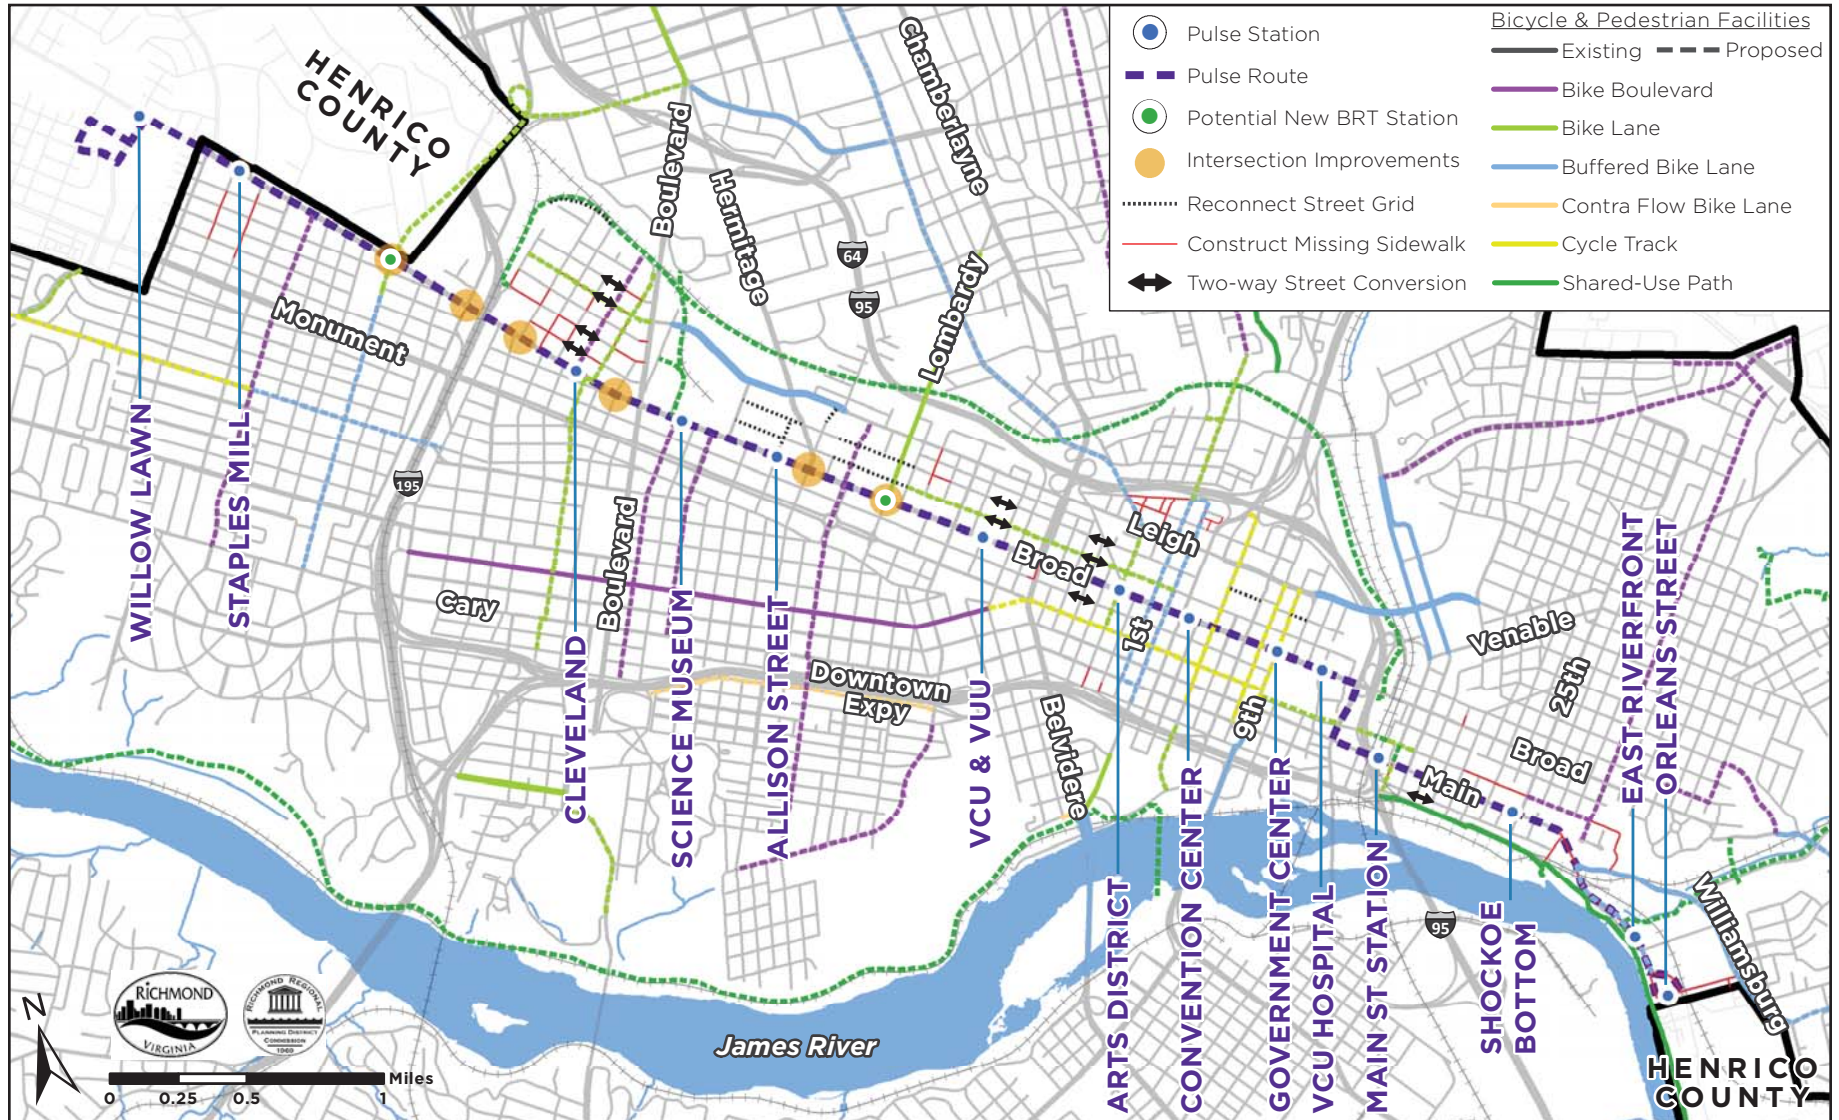 Pulse Station
Pulse Route
Potential New BRT Station
Intersection Improvements
Reconnect Street Grid
Construct Missing Sidewalk
Two-way Street Conversion
Bicycle & Pedestrian Facilities
Existing
Proposed
Bike Boulevard
Bike Lane
Buffered Bike Lane
Contra Flow Bike Lane
Cycle Track
Shared-Use Path
HENRICO
COUNTY
Chamberlayne
Boulevard
Hermitage
64
95
Lombardy
Monument
195
WILLOW LAWN
STAPLES MILL
Cary
Boulevard
CLEVELAND
SCIENCE MUSEUM
ALLISON STREET
Downtown
Expy
VCU & VUU
Broad
Leigh
1st
Belvidere
9th
Venable
25th
Broad
Main
EAST RIVERFRONT
ORLEANS STREET
ARTS DISTRICT
CONVENTION CENTER
GOVERNMENT CENTER
VCU HOSPITAL
MAIN ST STATION
95
SHOCKOE
BOTTOM
Williamsburg
HENRICO
COUNTY
James River
N
RICHMOND
VIRGINIA
RICHMOND REGIONAL
PLANNING DISTRICT
COMMISSION
1969
Miles
0
0.25
0.5
1